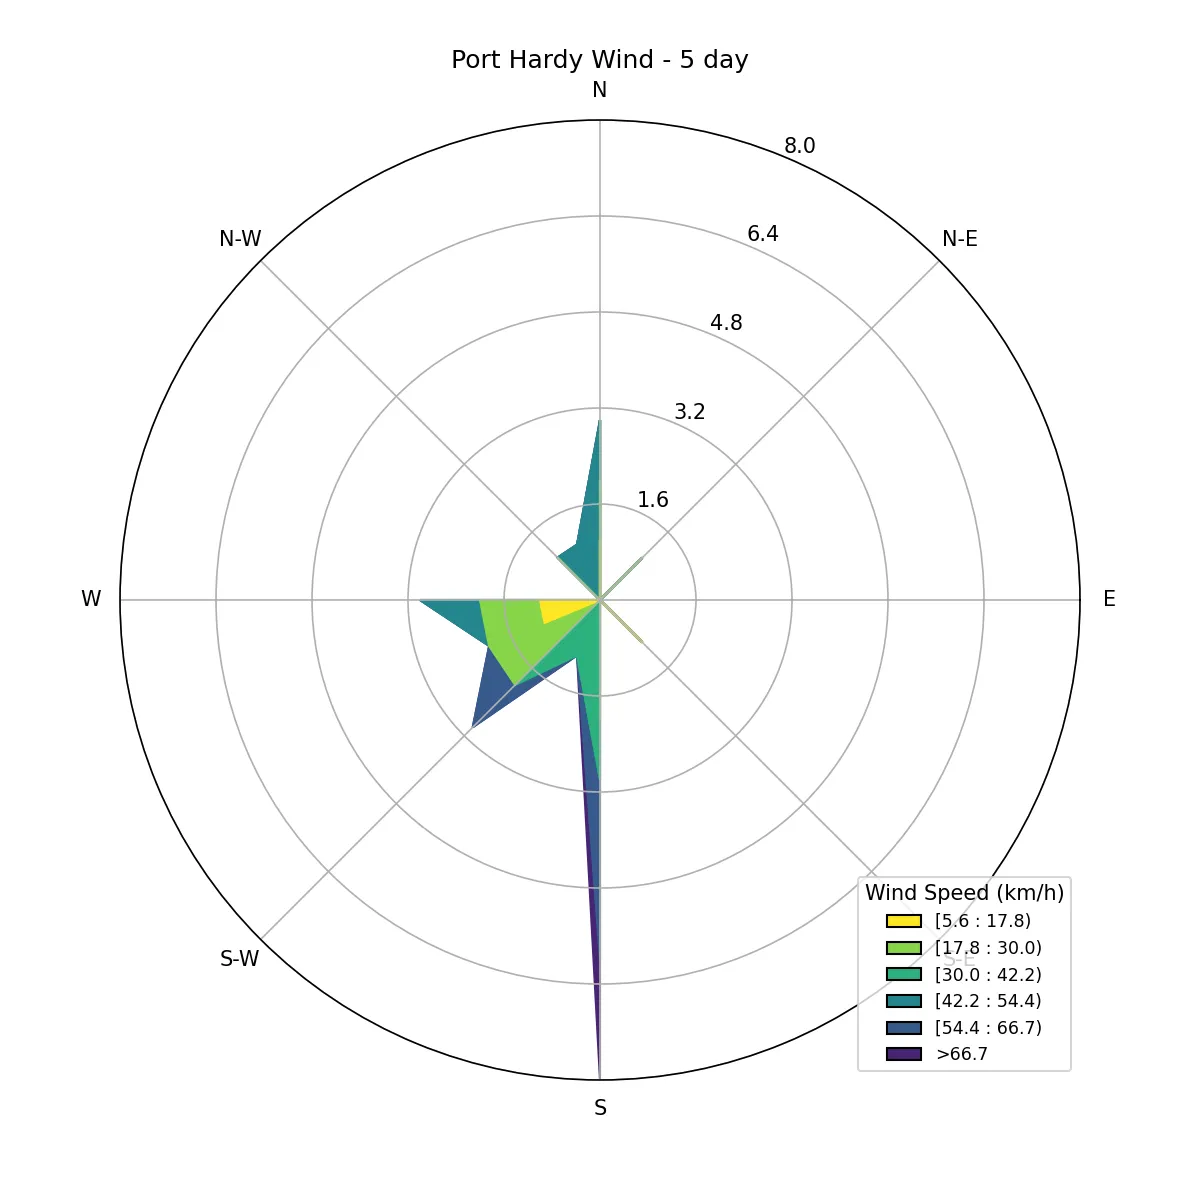 Port Hardy Wind - 5 day
N
8.0
N-W
6.4
N-E
4.8
3.2
1.6
W
E
Wind Speed (km/h)
[5.6 : 17.8)
[17.8 : 30.0)
S-W
S-E
[30.0 : 42.2)
[42.2 : 54.4)
[54.4 : 66.7)
>66.7
S